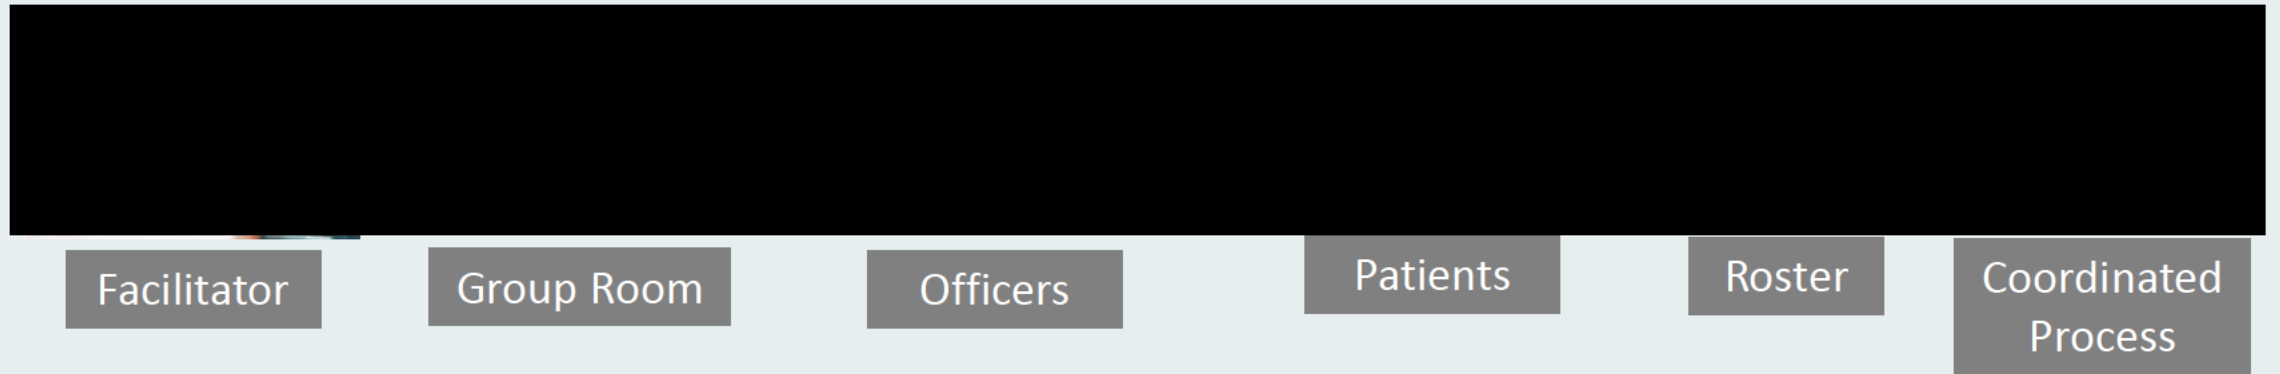 Facilitator
Group Room
Officers
Patients
Roster
Coordinated
Process